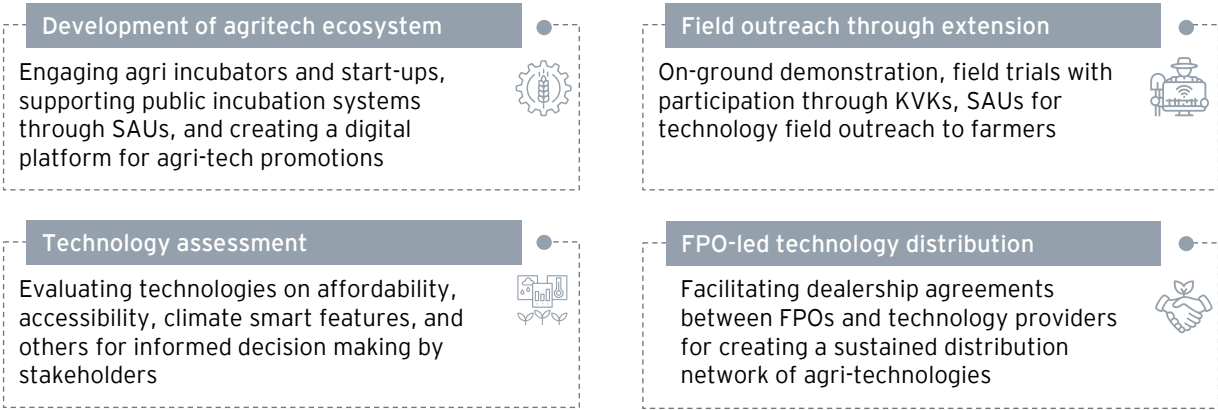 Development of agritech ecosystem
Engaging agri incubators and start-ups,
supporting public incubation systems
through SAUs, and creating a digital
platform for agri-tech promotions
Field outreach through extension
On-ground demonstration, field trials with
participation through KVKs, SAUs for
technology field outreach to farmers
Technology assessment
Evaluating technologies on affordability,
accessibility, climate smart features, and
others for informed decision making by
stakeholders
FPO-led technology distribution
Facilitating dealership agreements
between FPOs and technology providers
for creating a sustained distribution
network of agri-technologies